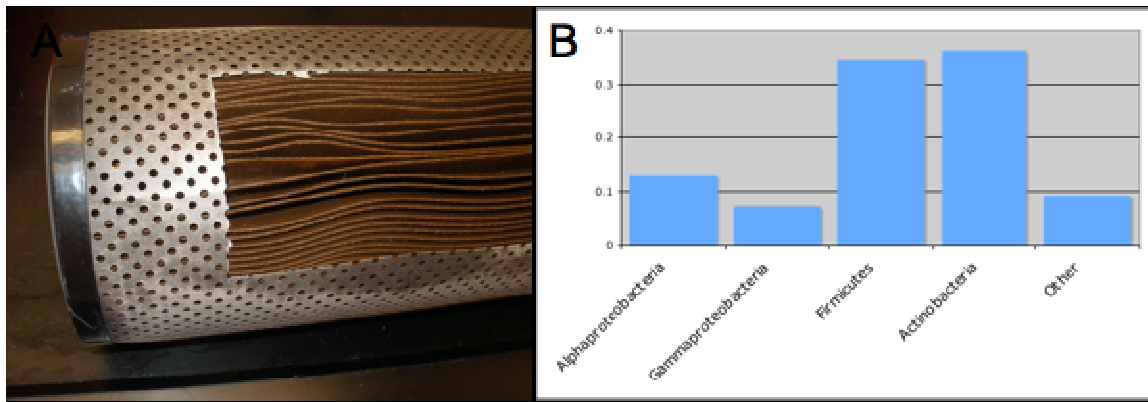 A
B
0.4
0.3
0.2
0.1
0
Alphaproteobacteria
Gammaproteobacteria
Firmicutes
Actinobacteria
Other